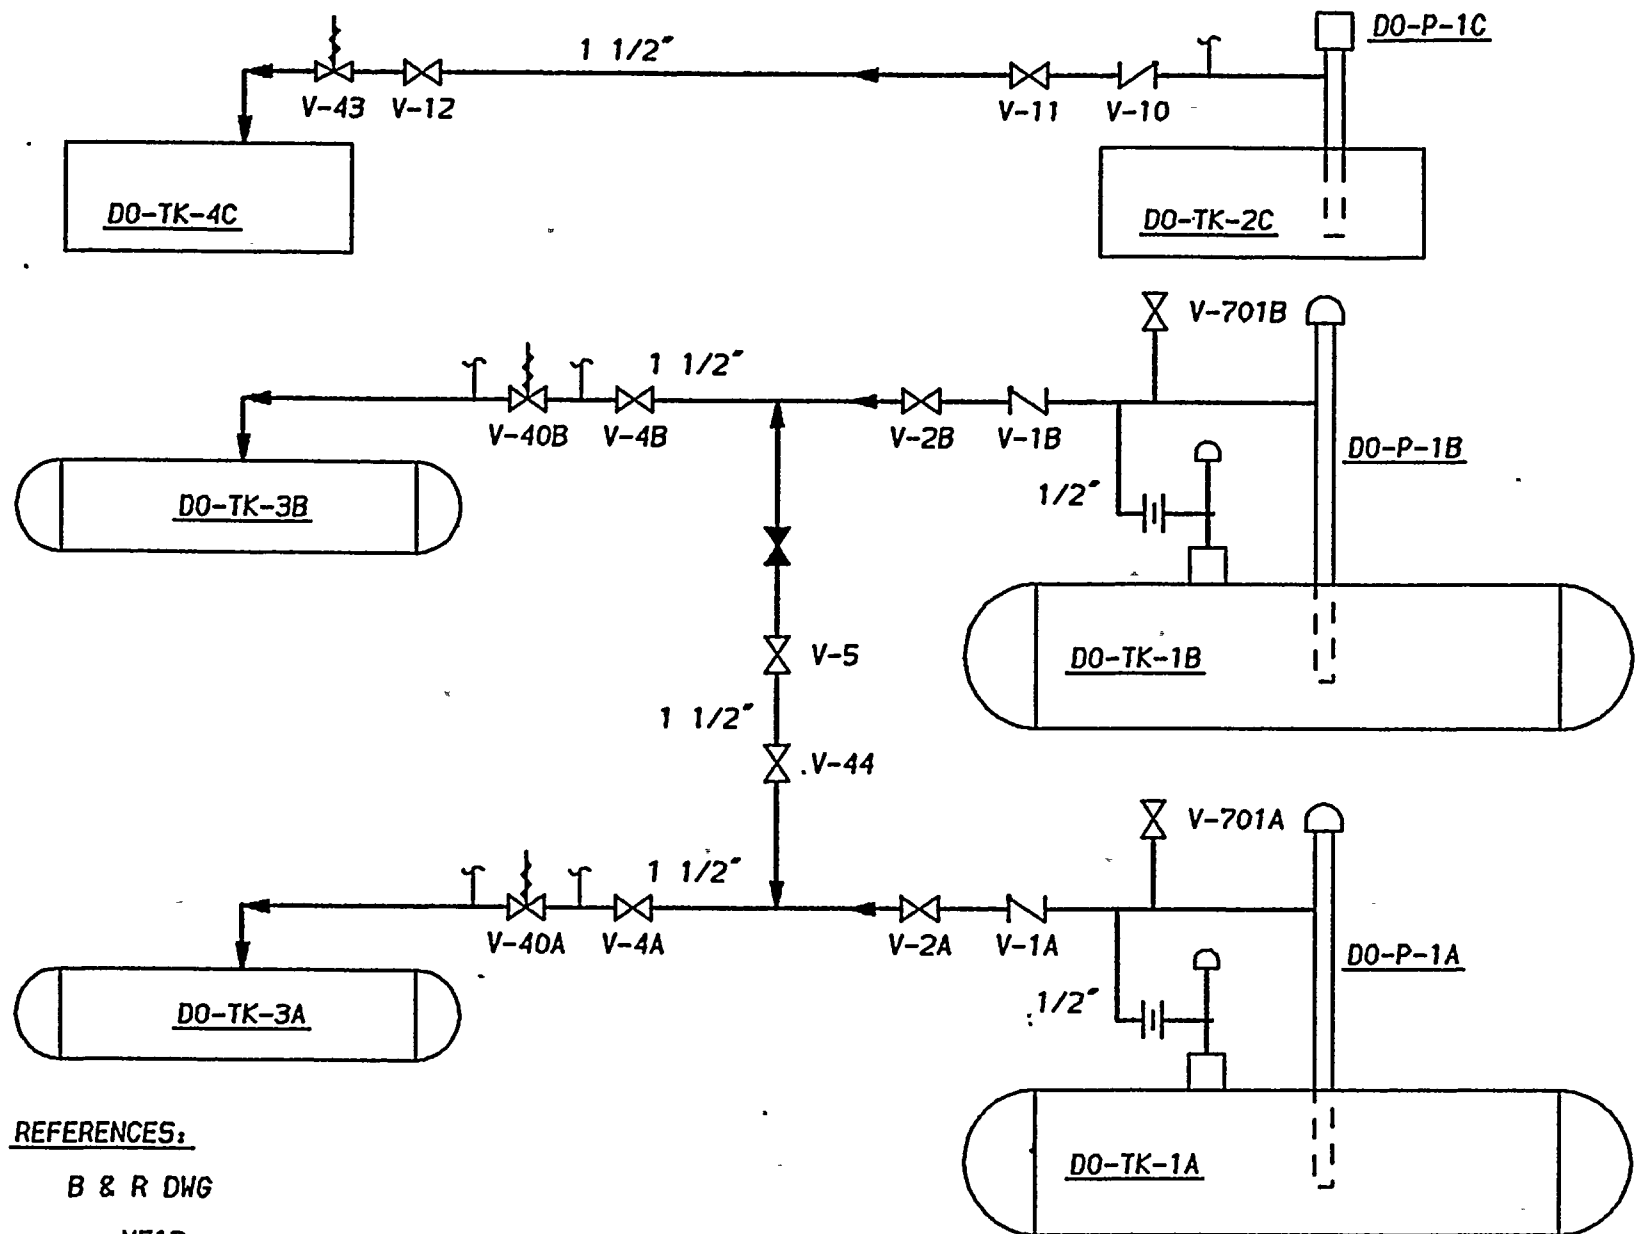 DO-P-1C
1 1/2"
V-43
V-12
V-11
V-10
DO-TK-4C
DO-TK-2C
V-701B
1 1/2"
V-40B
V-4B
V-2B
V-1B
DO-P-1B
1/2"
DO-TK-3B
V-5
DO-TK-1B
1 1/2"
V-44
V-701A
1 1/2"
V-40A
V-4A
V-2A
V-1A
DO-P-1A
1/2"
DO-TK-3A
REFERENCES:
DO-TK-1A
B & R DWG